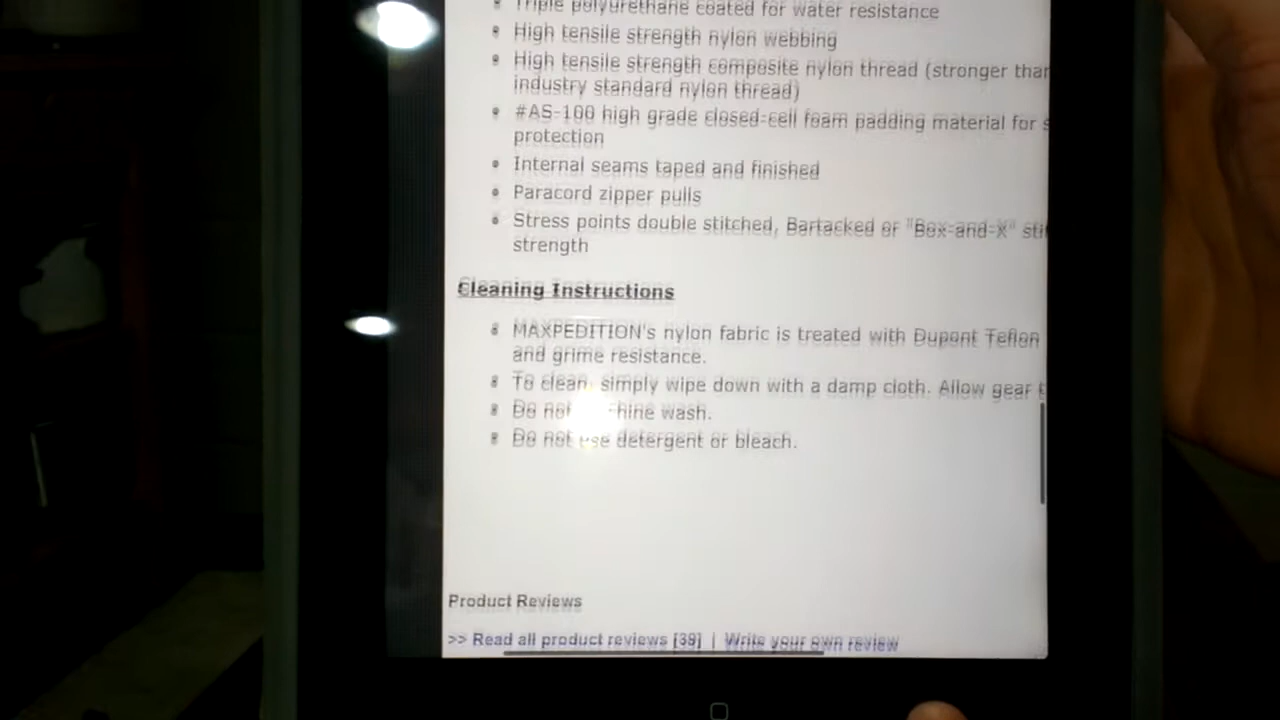 Triple polyurethane coated for water resistance
High tensile strength nylon webbing
High tensile strength composite nylon thread (stronger than
industry standard nylon thread)
#AS-100 high grade closed-cell foam padding material for
protection
Internal seams taped and finished
Paracord zipper pulls
Stress points double stitched, Bartacked or "Box-and-X"
strength
Cleaning Instructions
MAXPEDITION's nylon fabric is treated with Dupont Teflon
and grime resistance.
To clean, simply wipe down with a damp cloth. Allow gear
Do not hine wash.
Do not use detergent or bleach.
Product Reviews
>> Read all product reviews [39] | Write your own review